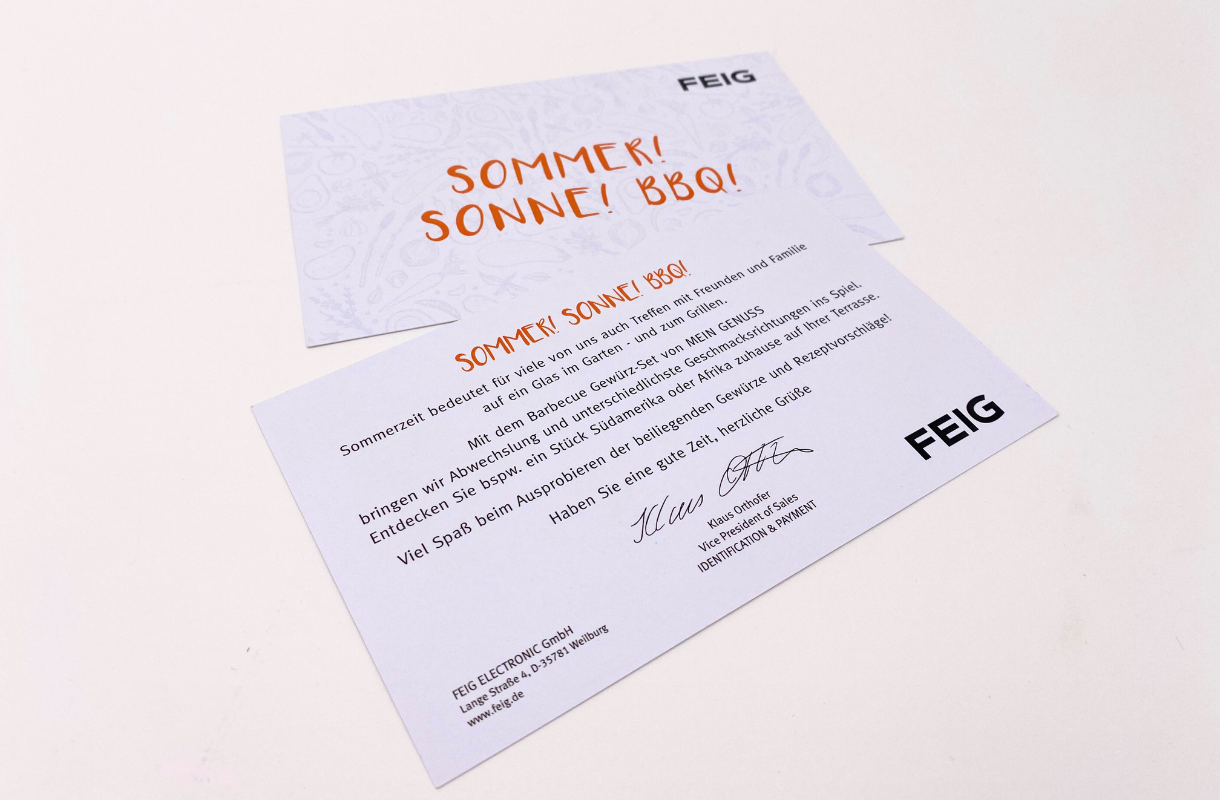 FEIG
SOMMER!
SONNE! BBQ!
SOMMER! SONNE! BBQ!
Sommerzeit bedeutet für viele von uns auch Treffen mit Freunden und Familie
auf ein Glas im Garten - und zum Grillen.
Mit dem Barbecue Gewürz-Set von MEIN GENUSS
bringen wir Abwechslung und unterschiedlichste Geschmacksrichtungen ins Spiel.
Entdecken Sie bspw. ein Stück Südamerika oder Afrika zuhause auf Ihrer Terrasse.
Viel Spaß beim Ausprobieren der beiliegenden Gewürze und Rezeptvorschläge!
Haben Sie eine gute Zeit, herzliche Grüße
Klaus Orthofer
Vice President of Sales
IDENTIFICATION & PAYMENT
FEIG
FEIG ELECTRONIC GmbH
Lange Straße 4, D-35781 Weilburg
www.feig.de